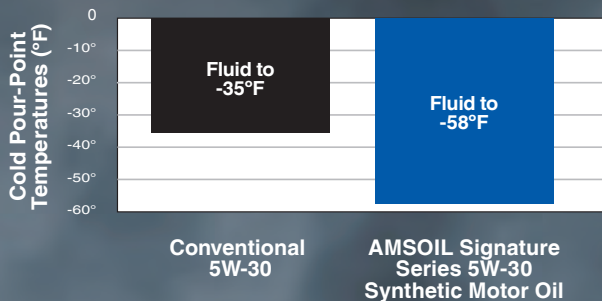 Cold Pour-Point
Temperatures (°F)
0
-10°
-20°
-30°
-40°
-50°
-60°
Fluid to
-35°F
Fluid to
-58°F
Conventional
5W-30
AMSOIL Signature
Series 5W-30
Synthetic Motor Oil